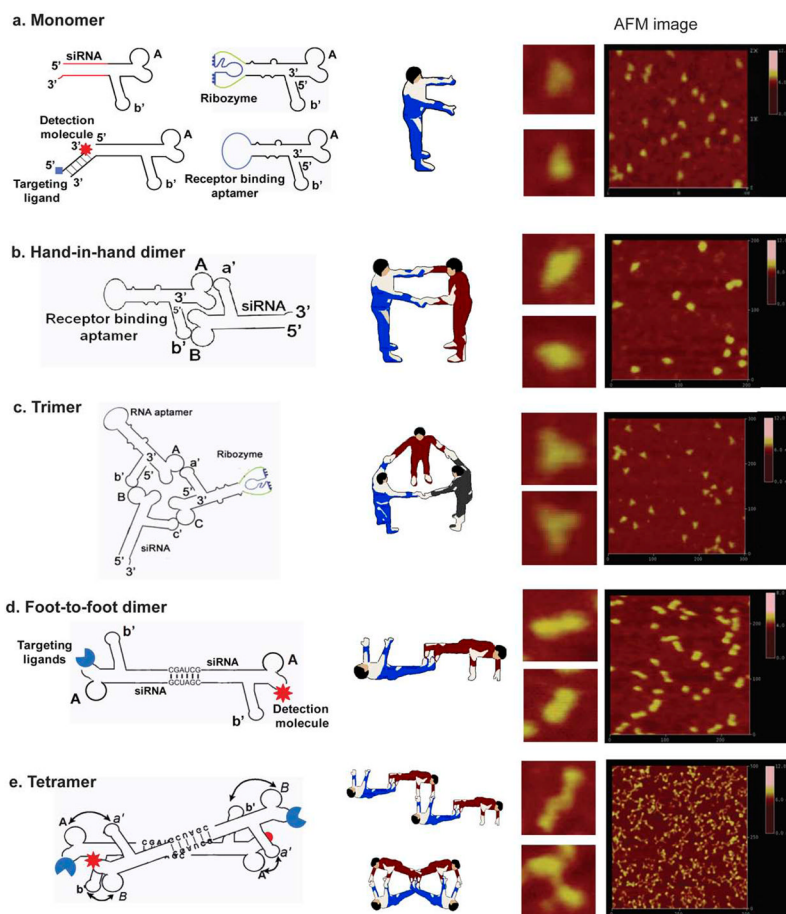 a. Monomer
AFM image
siRNA
5'
3'
A
b'
Ribozyme
3'
5'
A
b'
Detection
molecule
3'
5'
5'
3'
Targeting
ligand
A
b'
3'
5'
Receptor binding
aptamer
A
b'
b. Hand-in-hand dimer
A
a'
siRNA
3'
5'
3'
5'
Receptor binding
aptamer
b'
B
c. Trimer
RNA aptamer
A
a'
Ribozyme
3'
5'
b'
B
5'
3'
C
c'
siRNA
5'
3'
d. Foot-to-foot dimer
Targeting
ligands
b'
siRNA
CGAUCG
siRNA
A
A
siRNA
GCUAGC
b'
Detection
molecule
e. Tetramer
A
a'
b'
B
a'
A
b'
B